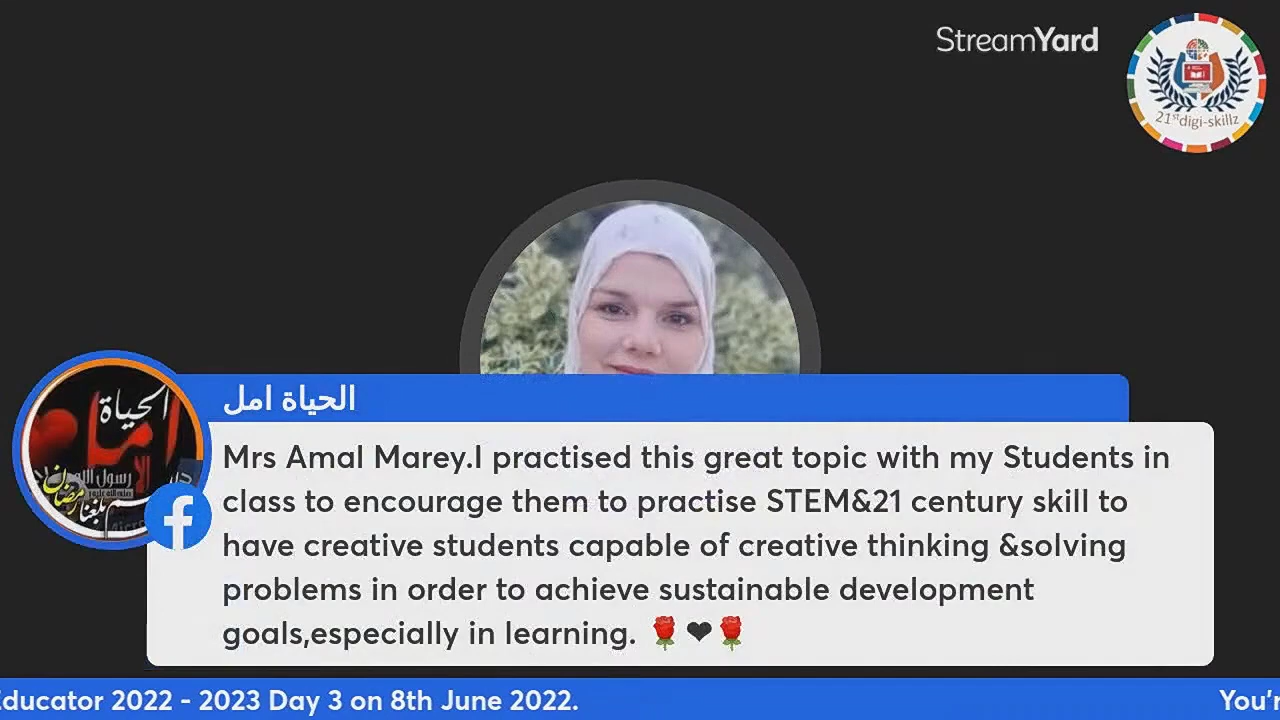 StreamYard
21st digi-skillz
الحياة امل
الحياة
Mrs Amal Marey.I practised this great topic with my Students in
class to encourage them to practise STEM&21 century skill to
have creative students capable of creative thinking &solving
problems in order to achieve sustainable development
goals,especially in learning. 🌹❤🌹
Educator 2022 - 2023 Day 3 on 8th June 2022.
You'r